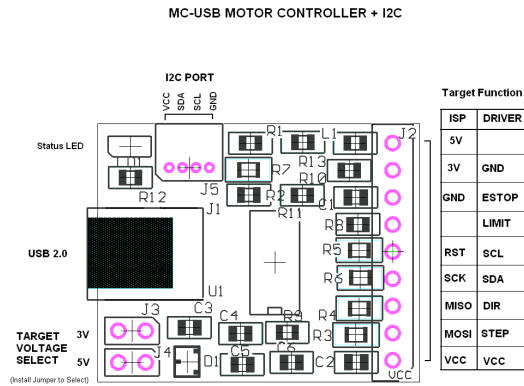 MC-USB MOTOR CONTROLLER + I2C
I2C PORT
VCC SDA SCL GND
Target Function
ISP DRIVER
5V
3V GND
GND ESTOP
LIMIT
RST SCL
SCK SDA
MISO DIR
MOSI STEP
VCC VCC
Status LED
R1 L1 J2
R7 R13
J5 R10
R12 R2 C1
J1 R11
R8
USB 2.0
R5
R6
U1
J3 C3 R4
C4 R9
R3
TARGET
VOLTAGE
SELECT
3V
5V
J4 D1 C5 C6 C2
VCC
(Install Jumper to Select)